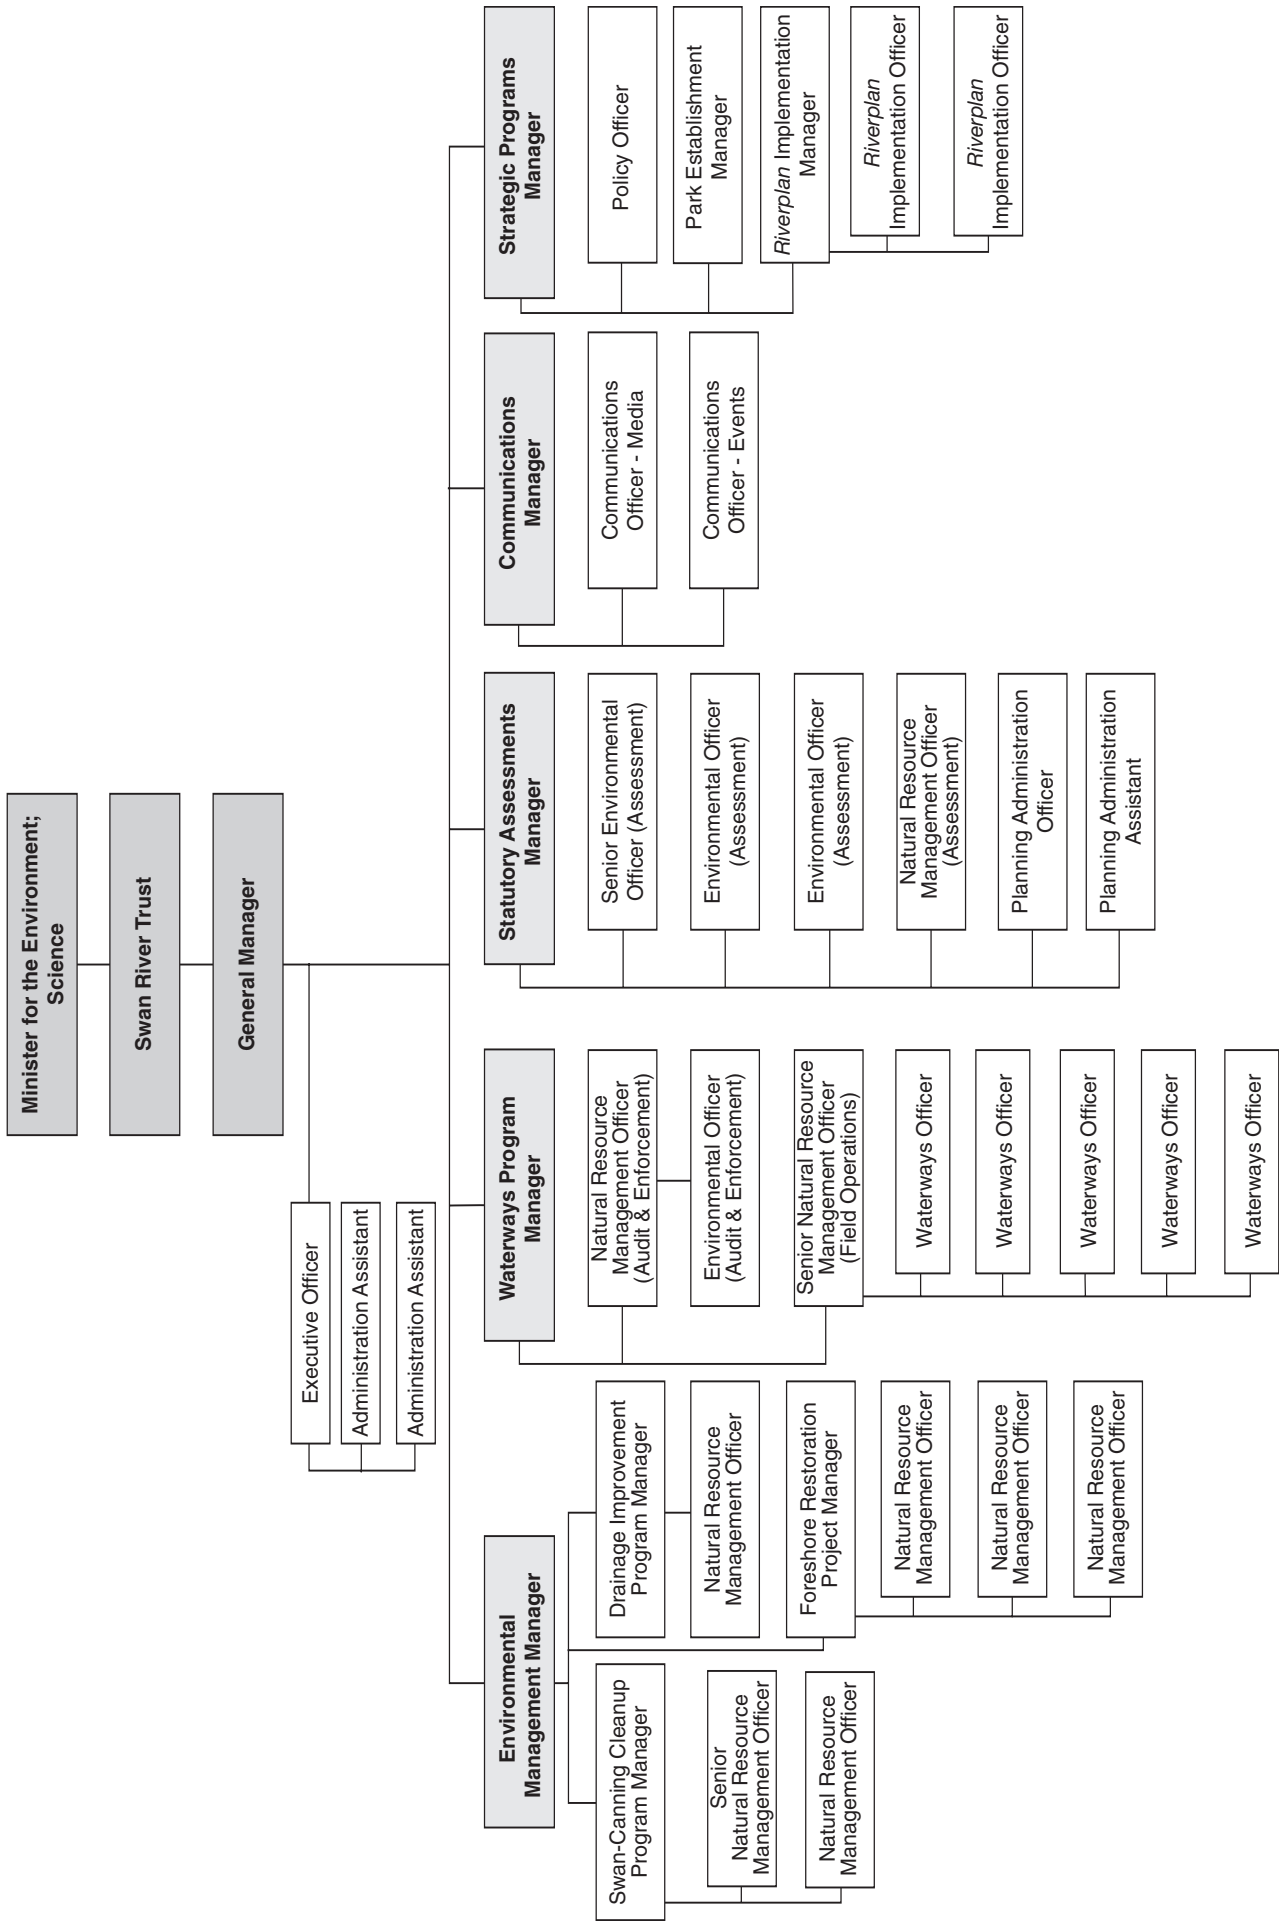 Minister for the Environment;
Science
Swan River Trust
General Manager
Executive Officer
Administration Assistant
Administration Assistant
Environmental
Management Manager
Swan-Canning Cleanup
Program Manager
Senior
Natural Resource
Management Officer
Natural Resource
Management Officer
Drainage Improvement
Program Manager
Natural Resource
Management Officer
Foreshore Restoration
Project Manager
Natural Resource
Management Officer
Natural Resource
Management Officer
Natural Resource
Management Officer
Waterways Program
Manager
Natural Resource
Management Officer
(Audit & Enforcement)
Environmental Officer
(Audit & Enforcement)
Senior Natural Resource
Management Officer
(Field Operations)
Waterways Officer
Waterways Officer
Waterways Officer
Waterways Officer
Waterways Officer
Statutory Assessments
Manager
Senior Environmental
Officer (Assessment)
Environmental Officer
(Assessment)
Environmental Officer
(Assessment)
Natural Resource
Management Officer
(Assessment)
Planning Administration
Officer
Planning Administration
Assistant
Communications
Manager
Communications
Officer - Media
Communications
Officer - Events
Strategic Programs
Manager
Policy Officer
Park Establishment
Manager
Riverplan Implementation
Manager
Riverplan
Implementation Officer
Riverplan
Implementation Officer